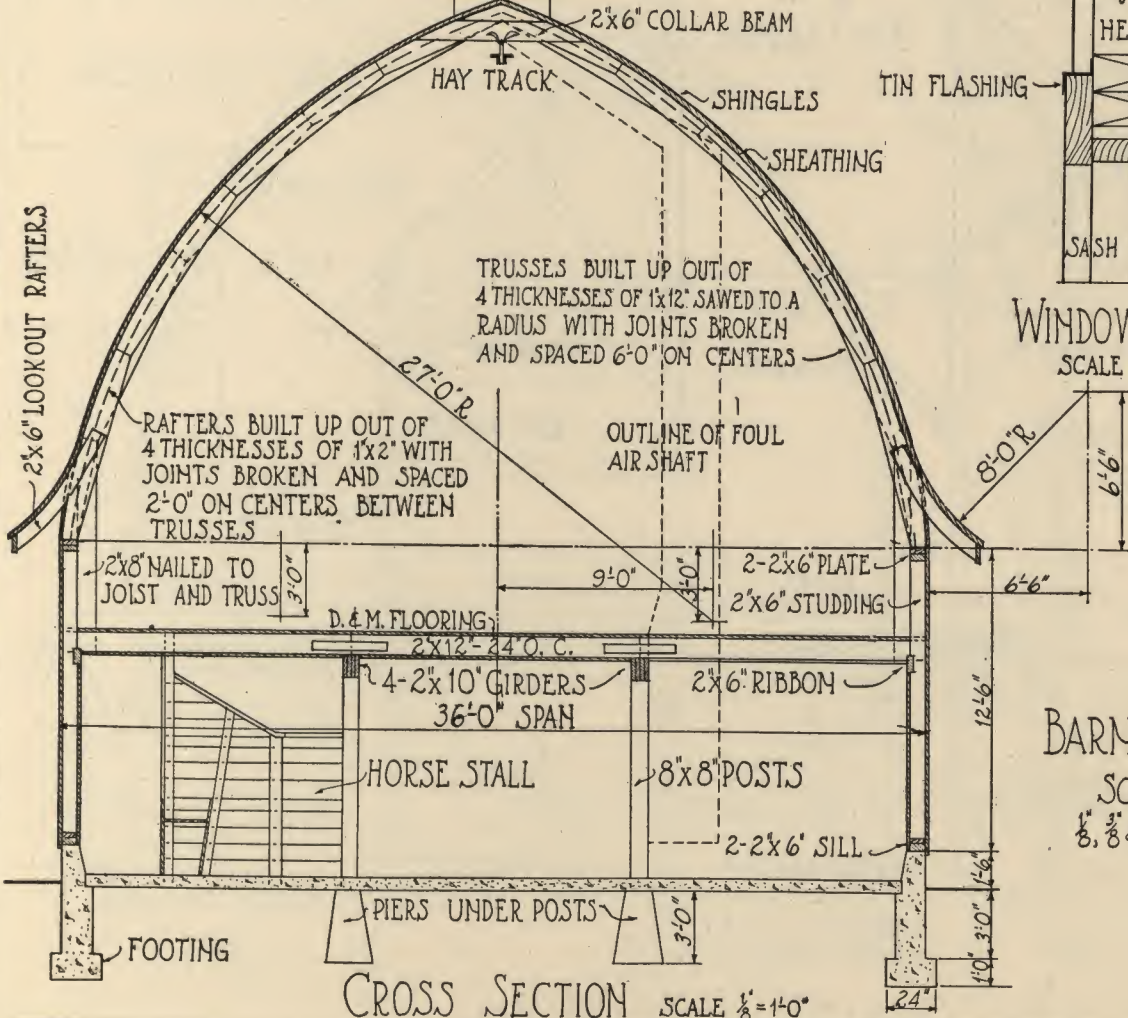 2"x6" COLLAR BEAM
HAY TRACK
SHINGLES
SHEATHING
TIN FLASHING
SASH
2"x6" LOOKOUT RAFTERS
TRUSSES BUILT UP OUT OF
4 THICKNESSES OF 1"x12" SAWED TO A
RADIUS WITH JOINTS BROKEN
AND SPACED 6'-0" ON CENTERS
WINDOW
SCALE
27'-0" R
RAFTERS BUILT UP OUT OF
4 THICKNESSES OF 1"x2" WITH
JOINTS BROKEN AND SPACED
2'-0" ON CENTERS BETWEEN
TRUSSES
OUTLINE OF FOUL
AIR SHAFT
8'-0" R
6'-6"
2"x8" NAILED TO
JOIST AND TRUSS
3'-0"
9'-0"
3'-0"
2-2"x6" PLATE
2"x6" STUDDING
6'-6"
D. & M. FLOORING
2"x12"-24" O. C.
4-2"x10" GIRDERS
2"x6" RIBBON
36'-0" SPAN
12'-6"
HORSE STALL
8"x8" POSTS
2-2"x6" SILL
1'-6"
PIERS UNDER POSTS
3'-0"
3'-0"
FOOTING
1'-0"
24"
CROSS SECTION SCALE 1/8"=1'-0"